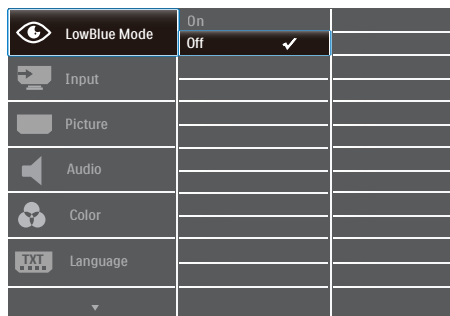 LowBlue Mode
On
Off
Input
Picture
Audio
Color
TXT
Language